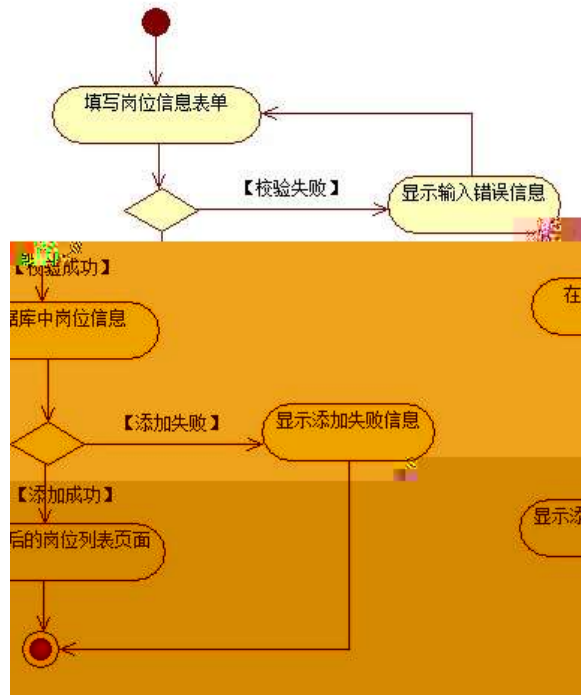 填写岗位信息表单
【校验失败】
显示输入错误信息
【校验成功】
在
据库中岗位信息
【添加失败】
显示添加失败信息
【添加成功】
显示添
后的岗位列表页面